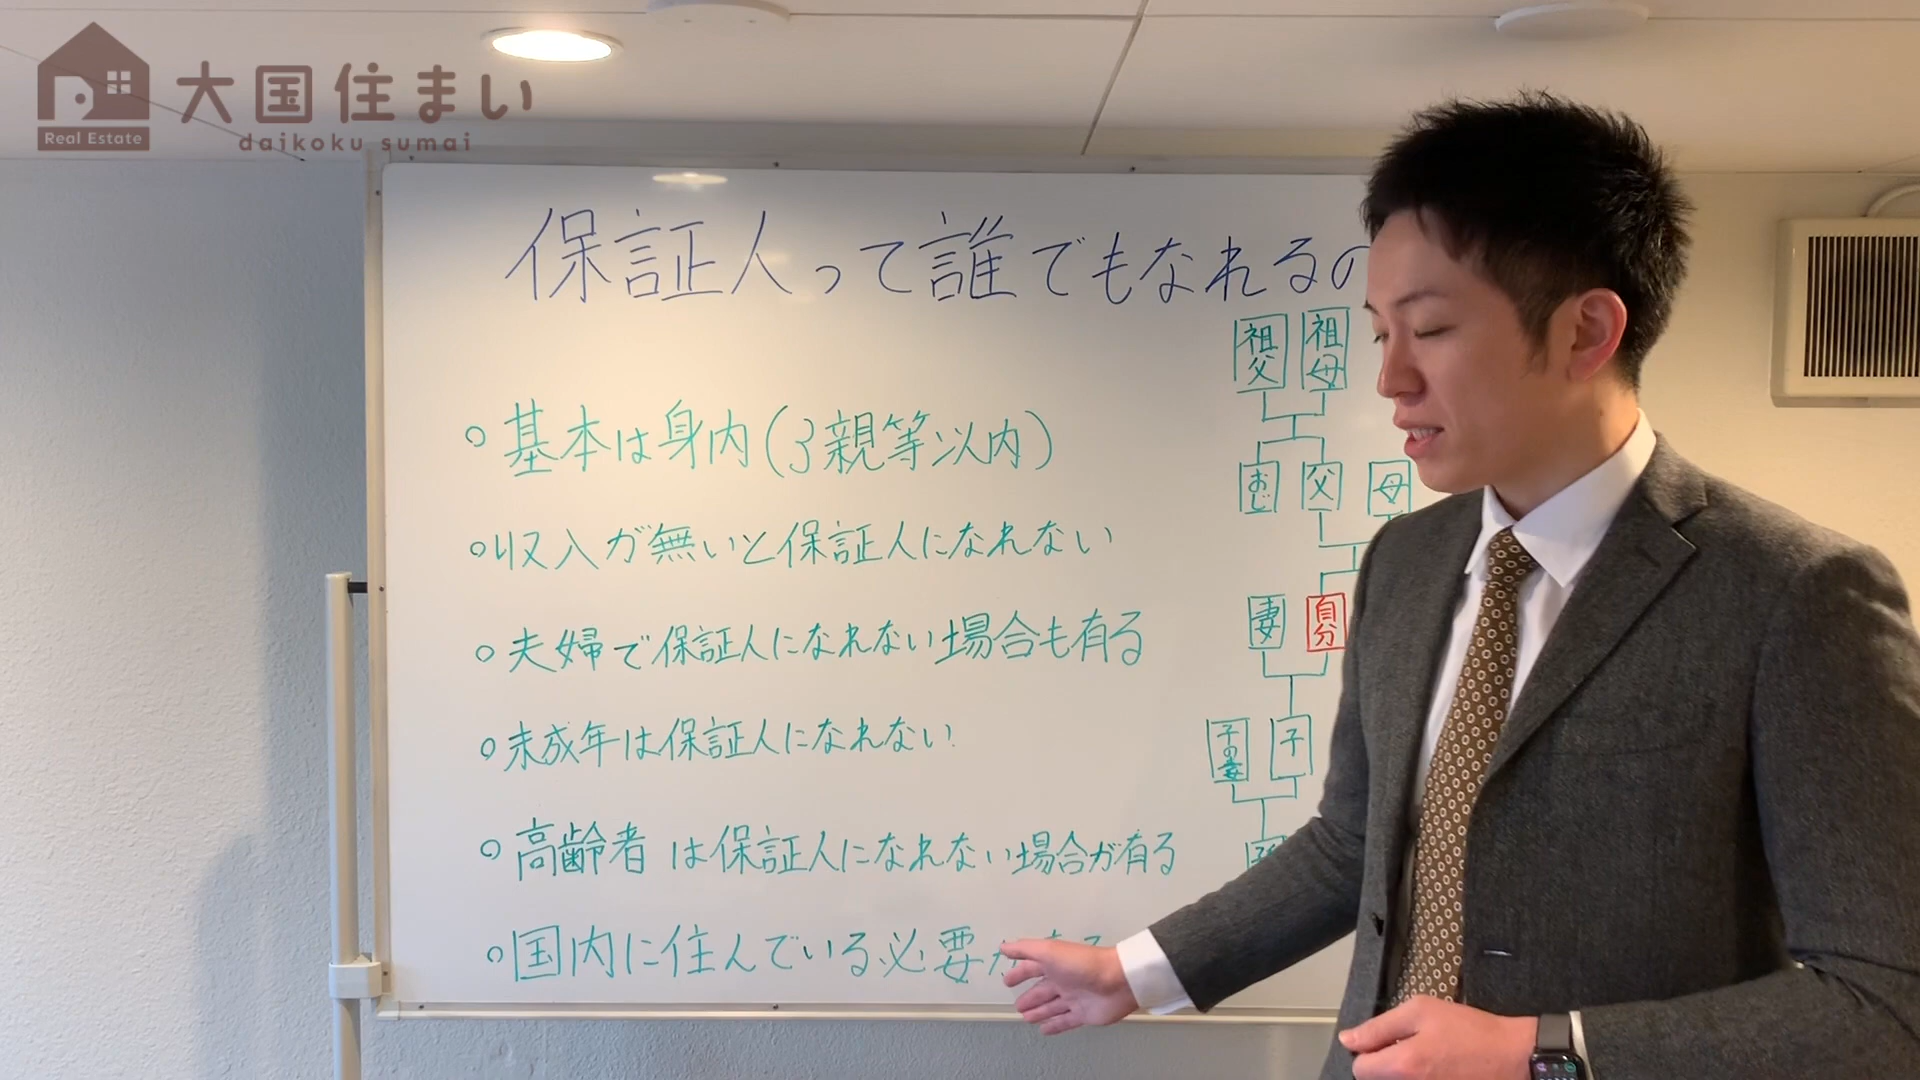 大国住まい
daikoku sumai
Real Estate
保証人って誰でもなれるの
○基本は身内(3親等以内)
○収入が無いと保証人になれない
○夫婦で保証人になれない場合も有る
○未成年は保証人になれない
○高齢者は保証人になれない場合が有る
○国内に住んでいる必要が
祖父 祖母
おじ 父 母
妻 自分
子の妻 子